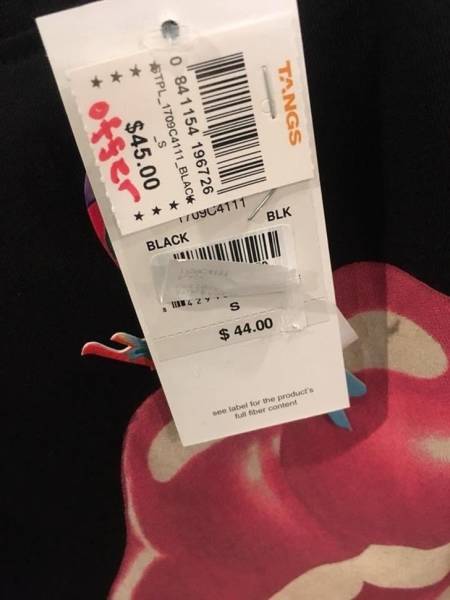 TANGS
0 841154 196726
STPL_1709C4111_BLACK
_S
$45.00
offer
1709C4111
BLK
BLACK
S
$ 44.00
see label for the product's
full fiber content